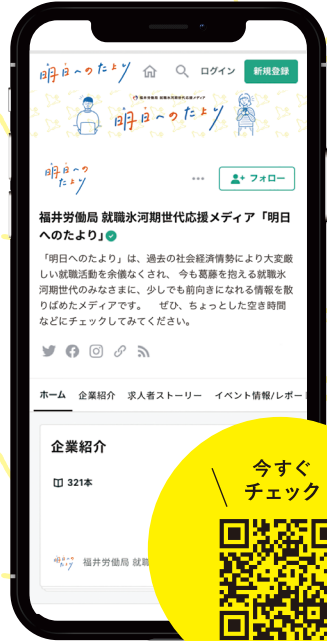 明日へのたより
ログイン
新規登録
福井労働局 就職氷河期世代応援メディア
明日へのたより
明日への
たより
フォロー
福井労働局 就職氷河期世代応援メディア「明日
へのたより」
「明日へのたより」は、過去の社会経済情勢により大変厳
しい就職活動を余儀なくされ、 今も葛藤を抱える就職氷
河期世代のみなさまに、少しでも前向きになれる情報を散
りばめたメディアです。　ぜひ、ちょっとした空き時間
などにチェックしてみてください。
ホーム 企業紹介 求人者ストーリー イベント情報/レポー
企業紹介
321本
今すぐ
チェック
明日への
たより
福井労働局 就職